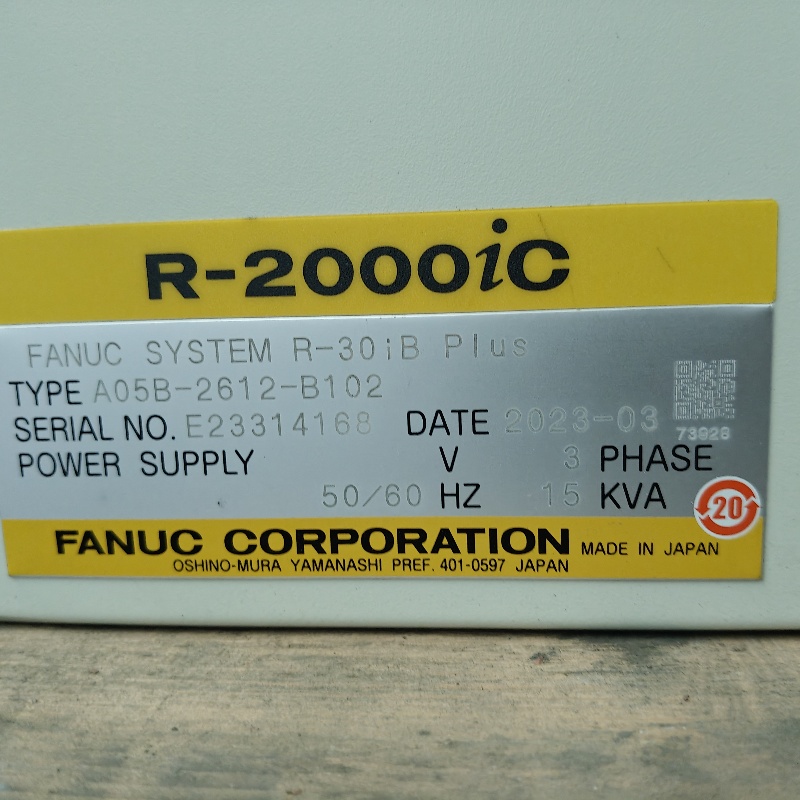 R-2000iC
FANUC SYSTEM R-30iB Plus
TYPE A05B-2612-B102
SERIAL NO. E23314168 DATE 2023-03
73928
POWER SUPPLY V 3 PHASE
50/60 HZ 15 KVA
20
FANUC CORPORATION MADE IN JAPAN
OSHINO-MURA YAMANASHI PREF. 401-0597 JAPAN